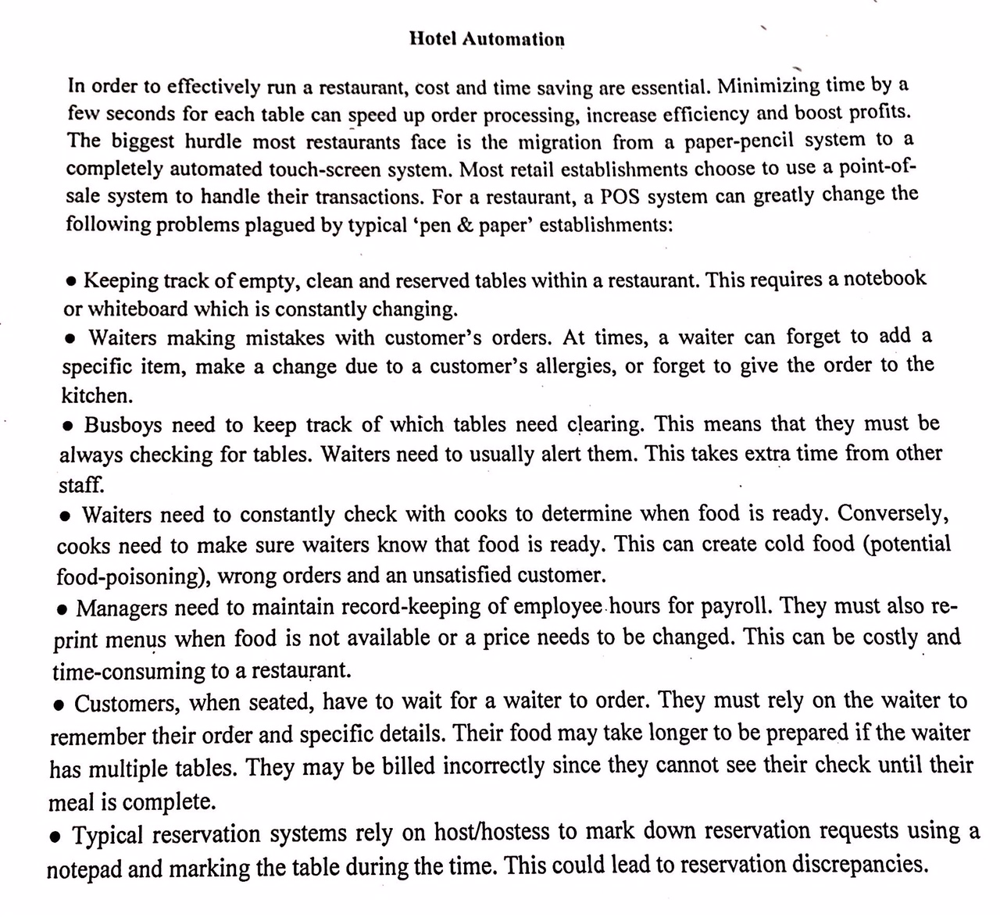 Hotel Automation
In order to effectively run a restaurant, cost and time saving are essential. Minimizing time by a
few seconds for each table can speed up order processing, increase efficiency and boost profits.
The biggest hurdle most restaurants face is the migration from a paper-pencil system to a
completely automated touch-screen system. Most retail establishments choose to use a point-of-
sale system to handle their transactions. For a restaurant, a POS system can greatly change the
following problems plagued by typical ‘pen & paper’ establishments:
● Keeping track of empty, clean and reserved tables within a restaurant. This requires a notebook
or whiteboard which is constantly changing.
● Waiters making mistakes with customer’s orders. At times, a waiter can forget to add a
specific item, make a change due to a customer’s allergies, or forget to give the order to the
kitchen.
● Busboys need to keep track of which tables need clearing. This means that they must be
always checking for tables. Waiters need to usually alert them. This takes extra time from other
staff.
● Waiters need to constantly check with cooks to determine when food is ready. Conversely,
cooks need to make sure waiters know that food is ready. This can create cold food (potential
food-poisoning), wrong orders and an unsatisfied customer.
● Managers need to maintain record-keeping of employee hours for payroll. They must also re-
print menus when food is not available or a price needs to be changed. This can be costly and
time-consuming to a restaurant.
● Customers, when seated, have to wait for a waiter to order. They must rely on the waiter to
remember their order and specific details. Their food may take longer to be prepared if the waiter
has multiple tables. They may be billed incorrectly since they cannot see their check until their
meal is complete.
● Typical reservation systems rely on host/hostess to mark down reservation requests using a
notepad and marking the table during the time. This could lead to reservation discrepancies.